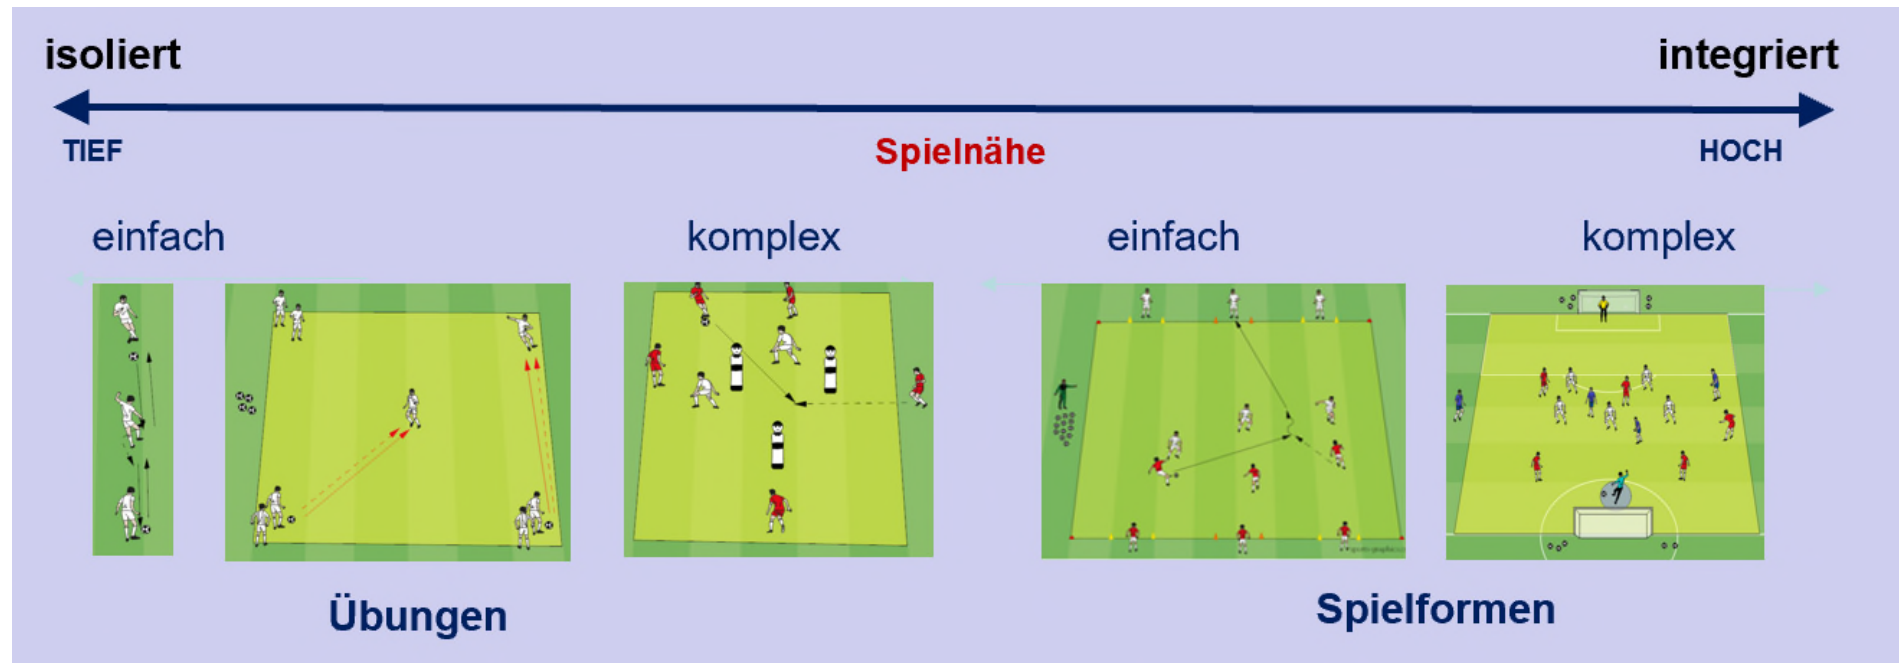 isoliert
integriert
TIEF
Spielnähe
HOCH
einfach
komplex
einfach
komplex
Übungen
Spielformen